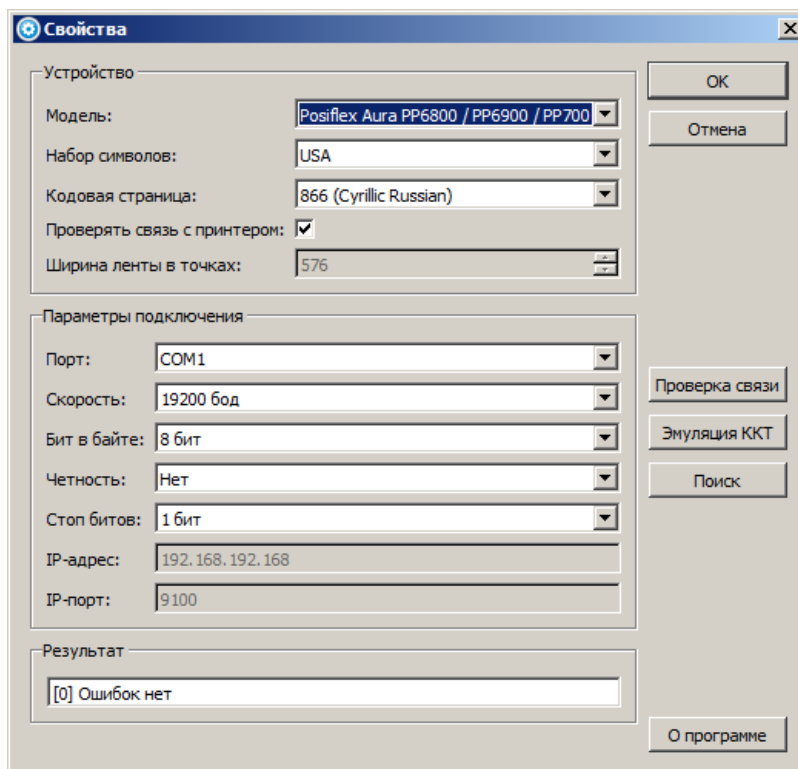 Свойства
Устройство
Модель: Posiflex Aura PP6800 / PP6900 / PP700
Набор символов: USA
Кодовая страница: 866 (Cyrillic Russian)
Проверять связь с принтером:
Ширина ленты в точках: 576
Параметры подключения
Порт: COM1
Скорость: 19200 бод
Бит в байте: 8 бит
Четность: Нет
Стоп битов: 1 бит
IP-адрес: 192.168.192.168
IP-порт: 9100
Результат
[0] Ошибок нет
OK
Отмена
Проверка связи
Эмуляция ККТ
Поиск
О программе